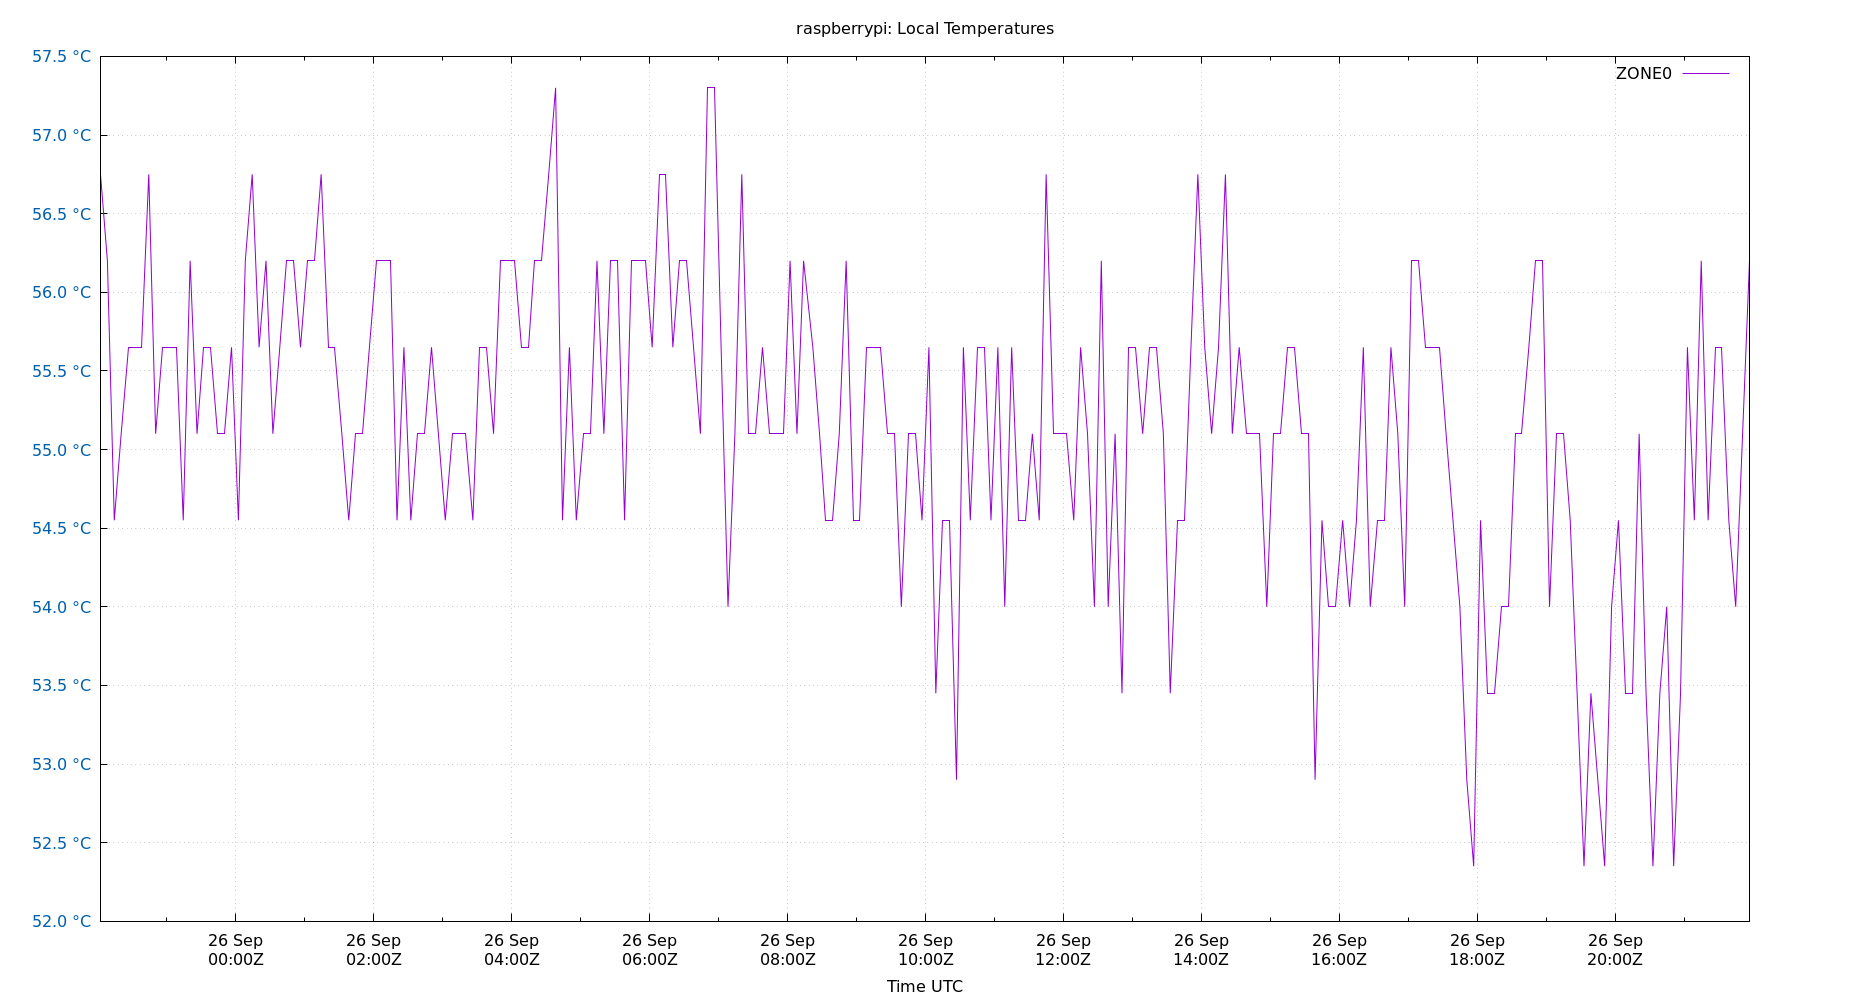 raspberrypi: Local Temperatures
57.5 °C
57.0 °C
56.5 °C
56.0 °C
55.5 °C
55.0 °C
54.5 °C
54.0 °C
53.5 °C
53.0 °C
52.5 °C
52.0 °C
ZONE0
26 Sep 26 Sep 26 Sep 26 Sep 26 Sep 26 Sep 26 Sep 26 Sep 26 Sep 26 Sep 26 Sep
00:00Z 02:00Z 04:00Z 06:00Z 08:00Z 10:00Z 12:00Z 14:00Z 16:00Z 18:00Z 20:00Z
Time UTC